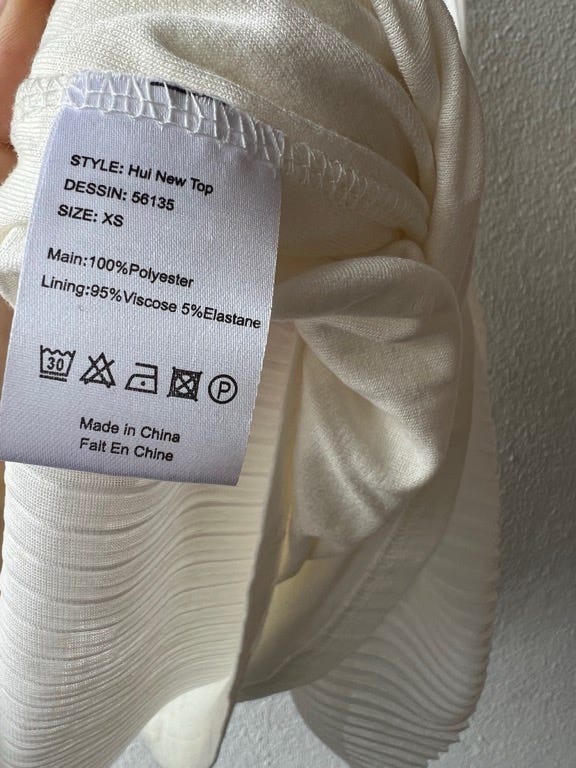 STYLE: Hui New Top
DESSIN: 56135
SIZE: XS
Main:100%Polyester
Lining:95%Viscose 5%Elastane
30 P
Made in China
Fait En Chine